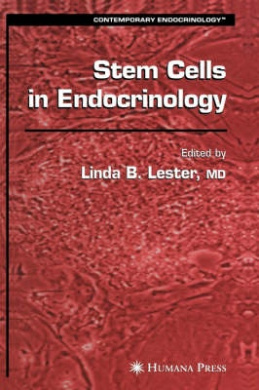 CONTEMPORARY ENDOCRINOLOGY™
Stem Cells
in Endocrinology
Edited by
Linda B. Lester, MD
HUMANA PRESS